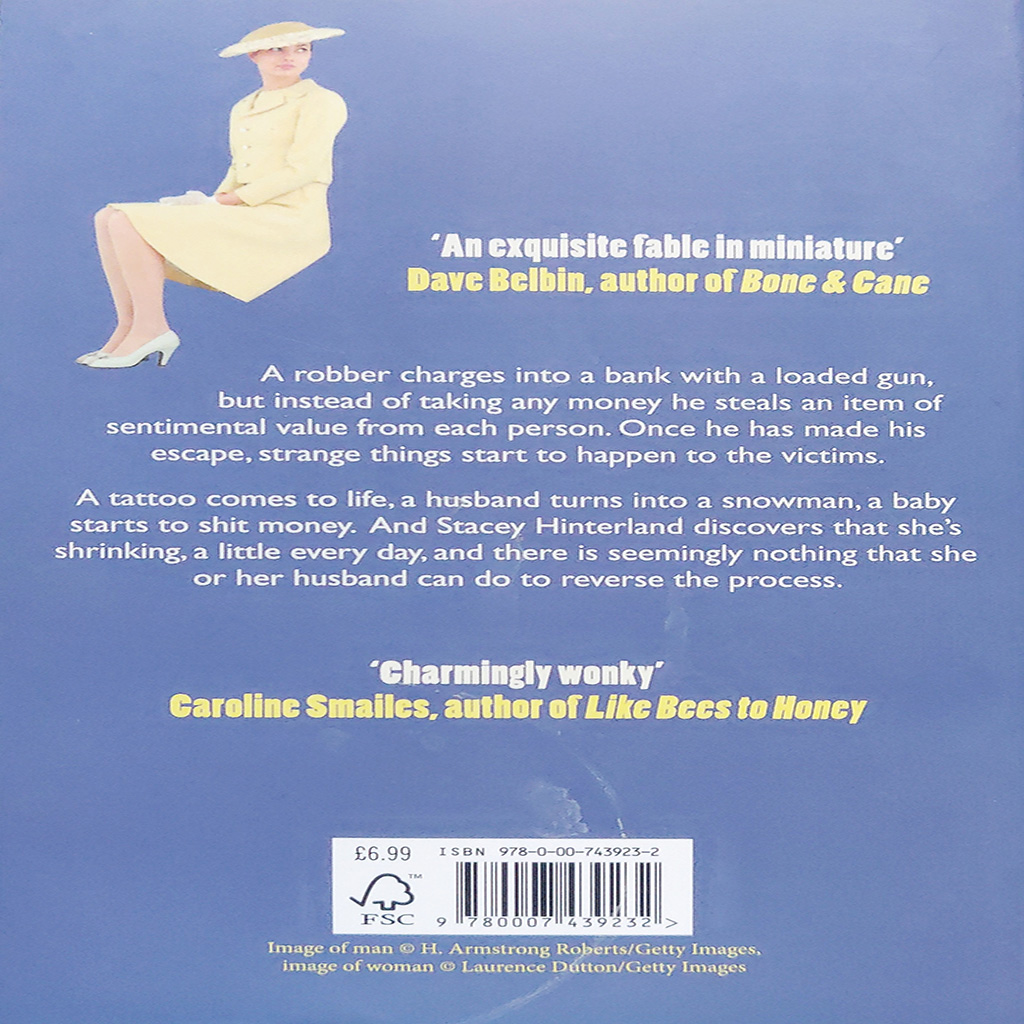 ‘An exquisite fable in miniature’
Dave Belbin, author of Bone & Cane
A robber charges into a bank with a loaded gun,
but instead of taking any money he steals an item of
sentimental value from each person. Once he has made his
escape, strange things start to happen to the victims.
A tattoo comes to life, a husband turns into a snowman, a baby
starts to shit money. And Stacey Hinterland discovers that she’s
shrinking, a little every day, and there is seemingly nothing that she
or her husband can do to reverse the process.
‘Charmingly wonky’
Caroline Smailes, author of Like Bees to Honey
£6.99 ISBN 978-0-00-743923-2
FSC™
9 780007 439232 >
Image of man © H. Armstrong Roberts/Getty Images,
image of woman © Laurence Dutton/Getty Images